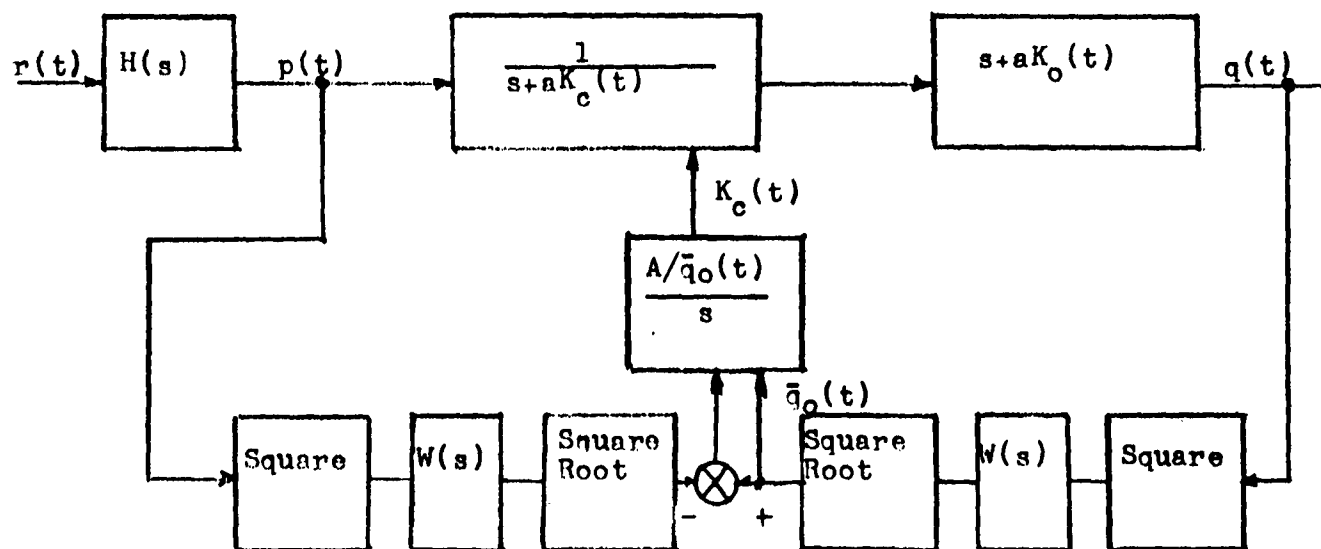 r(t)
H(s)
p(t)
1
s+aK_c(t)
s+aK_o(t)
q(t)
K_c(t)
A/q̄_o(t)
s
q̄_o(t)
Square
W(s)
Square
Root
-
+
Square
Root
W(s)
Square